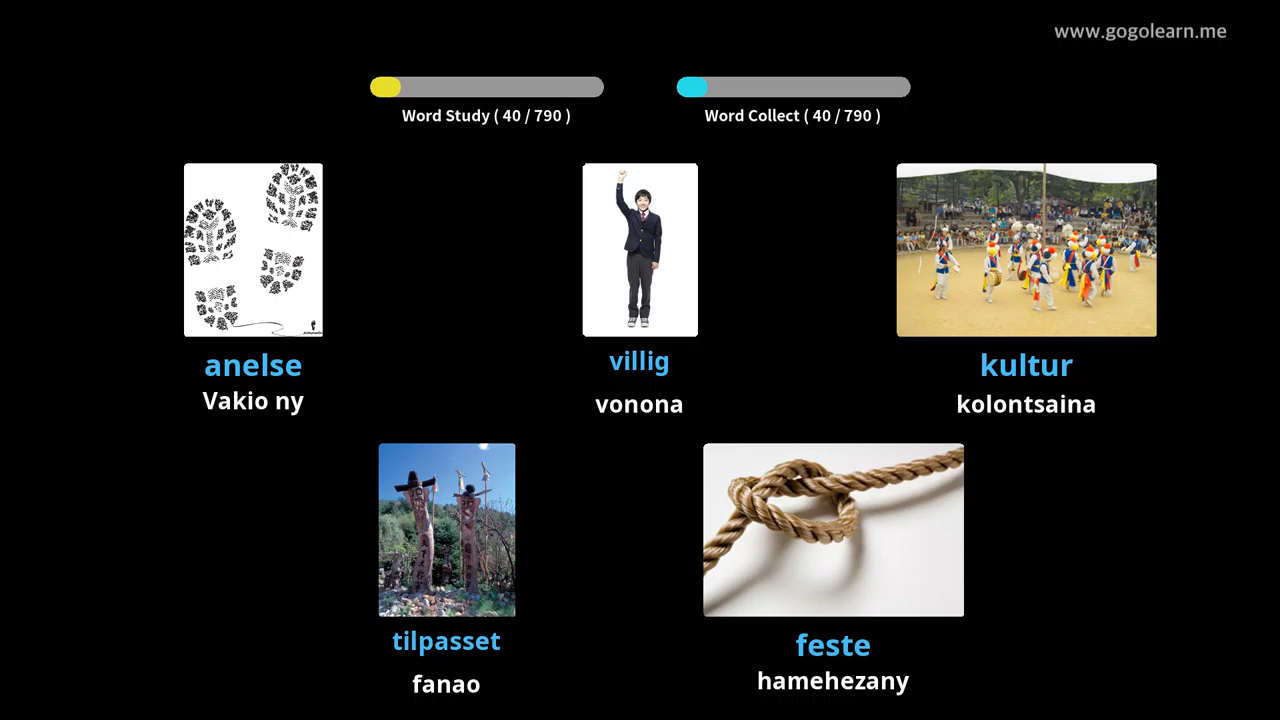 www.gogolearn.me
Word Study ( 40 / 790 )
Word Collect ( 40 / 790 )
anelse
Vakio ny
villig
vonona
kultur
kolontsaina
tilpasset
fanao
feste
hamehezany